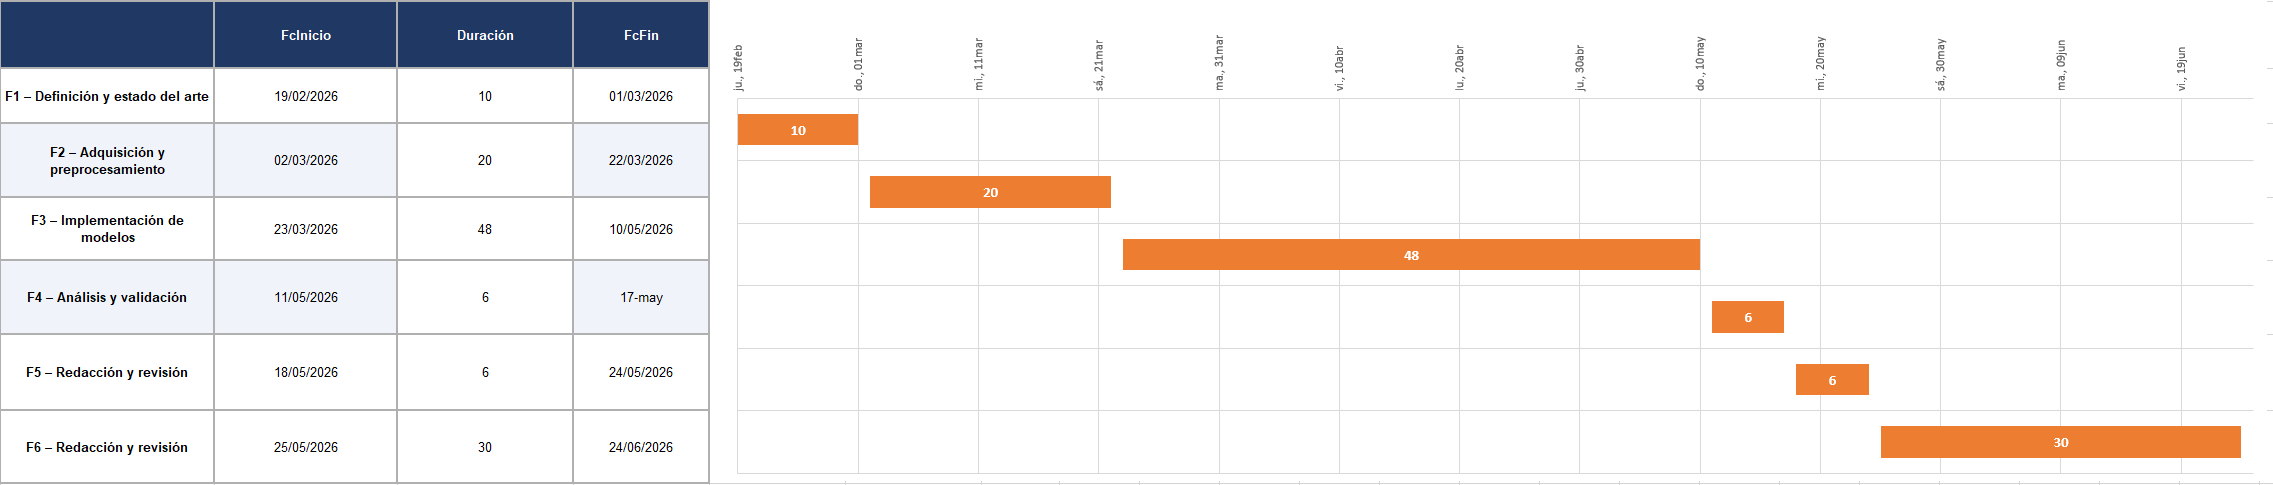 FcInicio
Duración
FcFin
F1 – Definición y estado del arte
19/02/2026
10
01/03/2026
F2 – Adquisición y
preprocesamiento
02/03/2026
20
22/03/2026
F3 – Implementación de
modelos
23/03/2026
48
10/05/2026
F4 – Análisis y validación
11/05/2026
6
17-may
F5 – Redacción y revisión
18/05/2026
6
24/05/2026
F6 – Redacción y revisión
25/05/2026
30
24/06/2026
ju., 19feb
do., 01mar
mi., 11mar
sá., 21mar
ma., 31mar
vi., 10abr
lu., 20abr
ju., 30abr
do., 10may
mi., 20may
sá., 30may
ma., 09jun
vi., 19jun
10
20
48
6
6
30